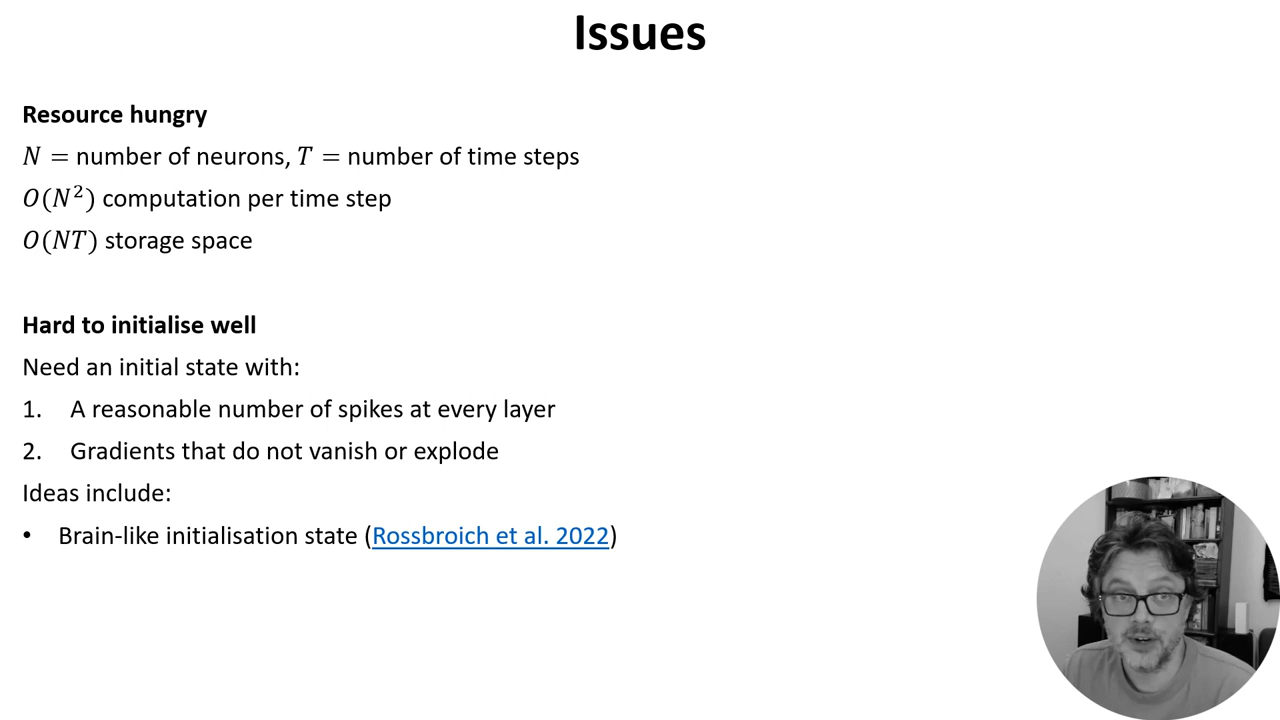 Issues
Resource hungry
N = number of neurons, T = number of time steps
O(N²) computation per time step
O(NT) storage space
Hard to initialise well
Need an initial state with:
1. A reasonable number of spikes at every layer
2. Gradients that do not vanish or explode
Ideas include:
• Brain-like initialisation state (Rossbroich et al. 2022)